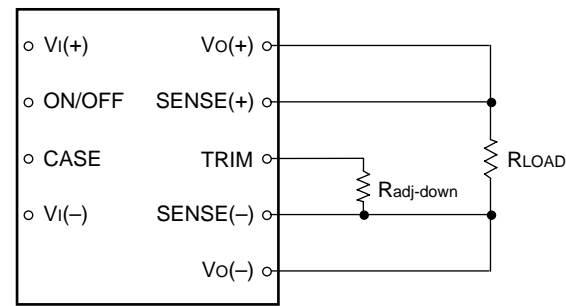 VI(+) VO(+)
ON/OFF SENSE(+)
CASE TRIM RLOAD
Radj-down
VI(–) SENSE(–)
VO(–)